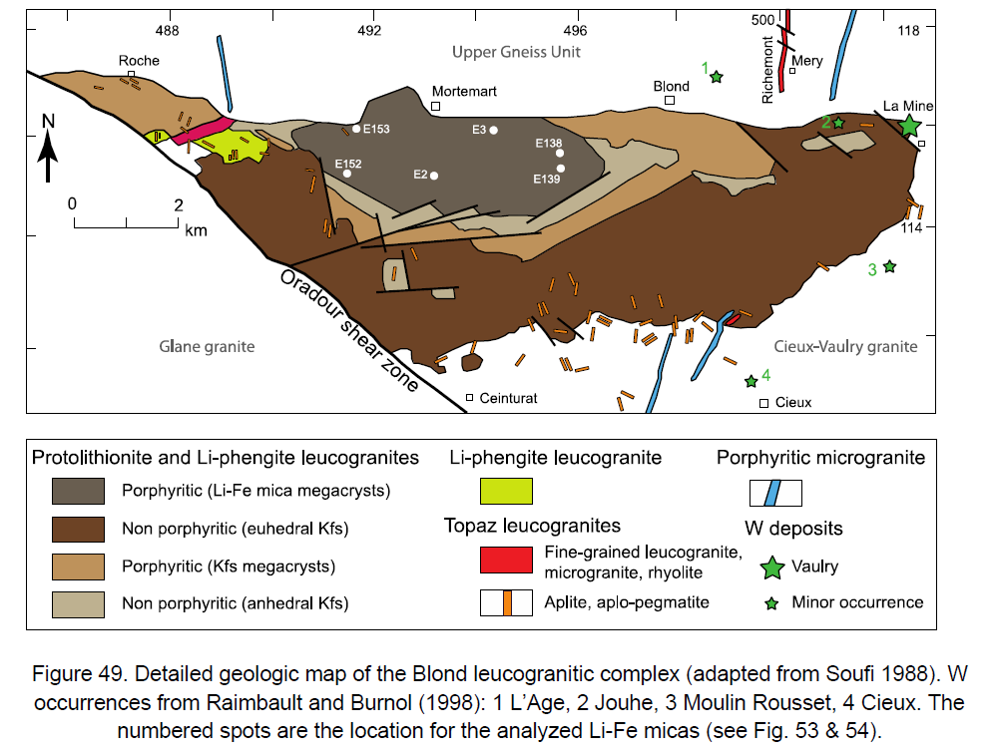 488
492
496
500
118
Upper Gneiss Unit
Roche
Mortemart
Blond
1
Richemont
Mery
La Mine
2
N
E153
E3
E138
E152
E2
E139
0
2
km
114
3
Oradour shear zone
Glane granite
Cieux-Vaulry granite
4
Ceinturat
Cieux
Protolithionite and Li-phengite leucogranites
Porphyritic (Li-Fe mica megacrysts)
Non porphyritic (euhedral Kfs)
Porphyritic (Kfs megacrysts)
Non porphyritic (anhedral Kfs)
Li-phengite leucogranite
Topaz leucogranites
Fine-grained leucogranite,
microgranite, rhyolite
Aplite, aplo-pegmatite
Porphyritic microgranite
W deposits
Vaulry
Minor occurrence
Figure 49. Detailed geologic map of the Blond leucogranitic complex (adapted from Soufi 1988). W
occurrences from Raimbault and Burnol (1998): 1 L'Age, 2 Jouhe, 3 Moulin Rousset, 4 Cieux. The
numbered spots are the location for the analyzed Li-Fe micas (see Fig. 53 & 54).